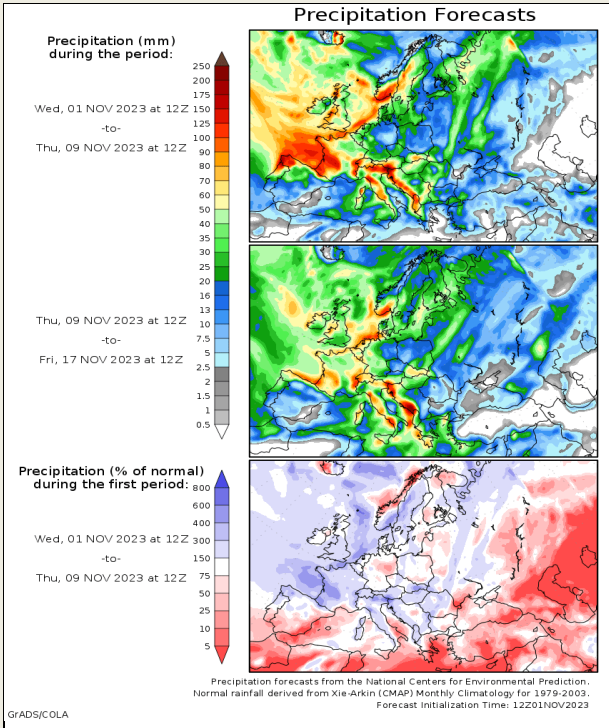 Precipitation Forecasts
Precipitation (mm)
during the period:
Wed, 01 NOV 2023 at 12Z
-to-
Thu, 09 NOV 2023 at 12Z
250
200
175
150
125
100
90
80
70
60
50
40
35
30
25
20
16
13
10
7.5
5
2.5
2
1.5
1
0.5
Thu, 09 NOV 2023 at 12Z
-to-
Fri, 17 NOV 2023 at 12Z
Precipitation (% of normal)
during the first period:
Wed, 01 NOV 2023 at 12Z
-to-
Thu, 09 NOV 2023 at 12Z
800
600
400
300
150
75
50
25
10
5
Precipitation forecasts from the National Centers for Environmental Prediction.
Normal rainfall derived from Xie-Arkin (CMAP) Monthly Climatology for 1979-2003.
Forecast Initialization Time: 12Z01NOV2023
GrADS/COLA